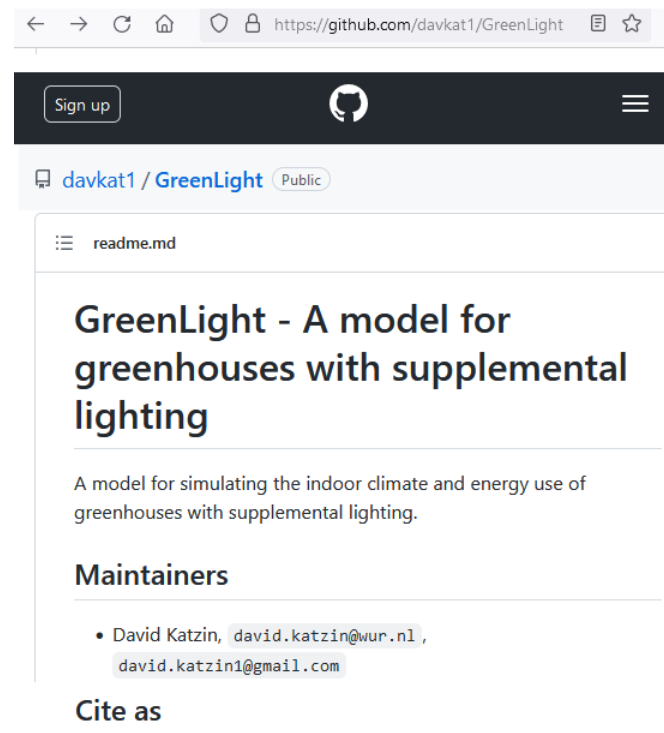 https://github.com/davkat1/GreenLight
Sign up
davkat1 / GreenLight Public
readme.md
GreenLight - A model for
greenhouses with supplemental
lighting
A model for simulating the indoor climate and energy use of
greenhouses with supplemental lighting.
Maintainers
• David Katzin, david.katzin@wur.nl,
david.katzin1@gmail.com
Cite as